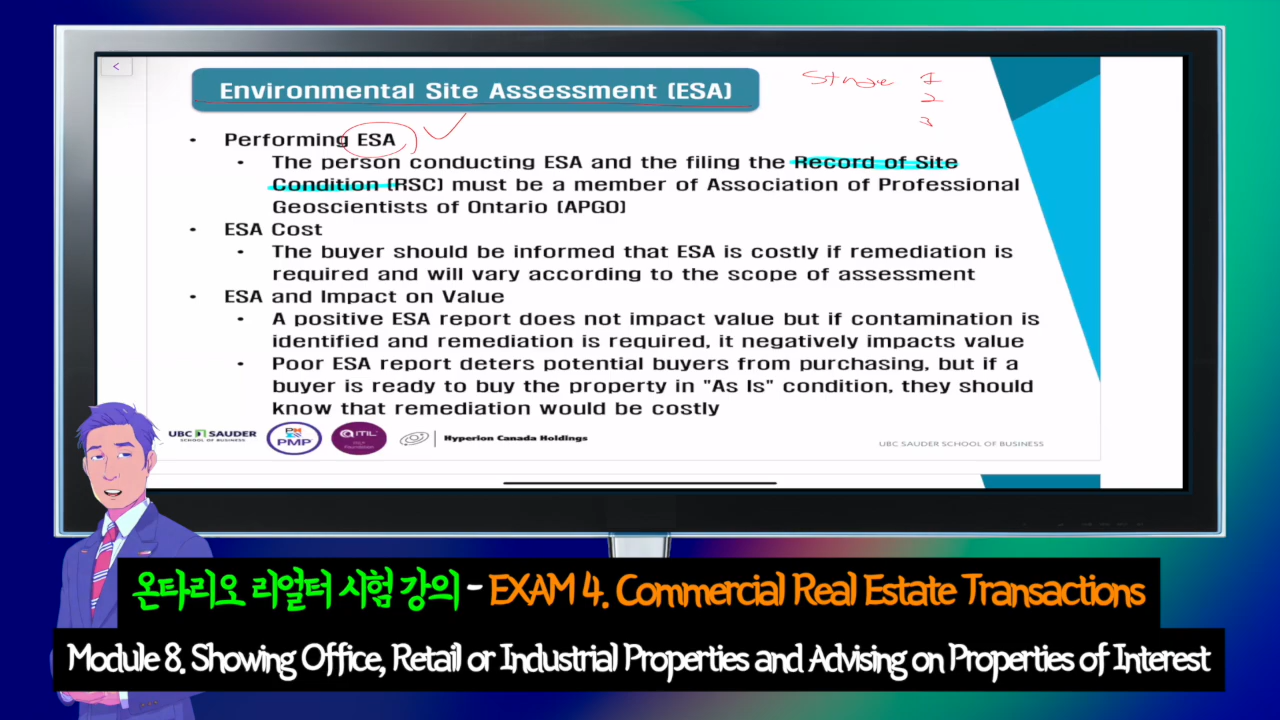 <
Environmental Site Assessment (ESA)
Stage 1
2
3
• Performing ESA
• The person conducting ESA and the filing the Record of Site
Condition (RSC) must be a member of Association of Professional
Geoscientists of Ontario (APGO)
• ESA Cost
• The buyer should be informed that ESA is costly if remediation is
required and will vary according to the scope of assessment
• ESA and Impact on Value
• A positive ESA report does not impact value but if contamination is
identified and remediation is required, it negatively impacts value
• Poor ESA report deters potential buyers from purchasing, but if a
buyer is ready to buy the property in "As Is" condition, they should
know that remediation would be costly
UBC SAUDER
SCHOOL OF BUSINESS
PMP
ITIL
Hyperion Canada Holdings
UBC SAUDER SCHOOL OF BUSINESS
온타리오 리얼터 시험 강의 - EXAM 4. Commercial Real Estate Transactions
Module 8. Showing Office, Retail or Industrial Properties and Advising on Properties of Interest